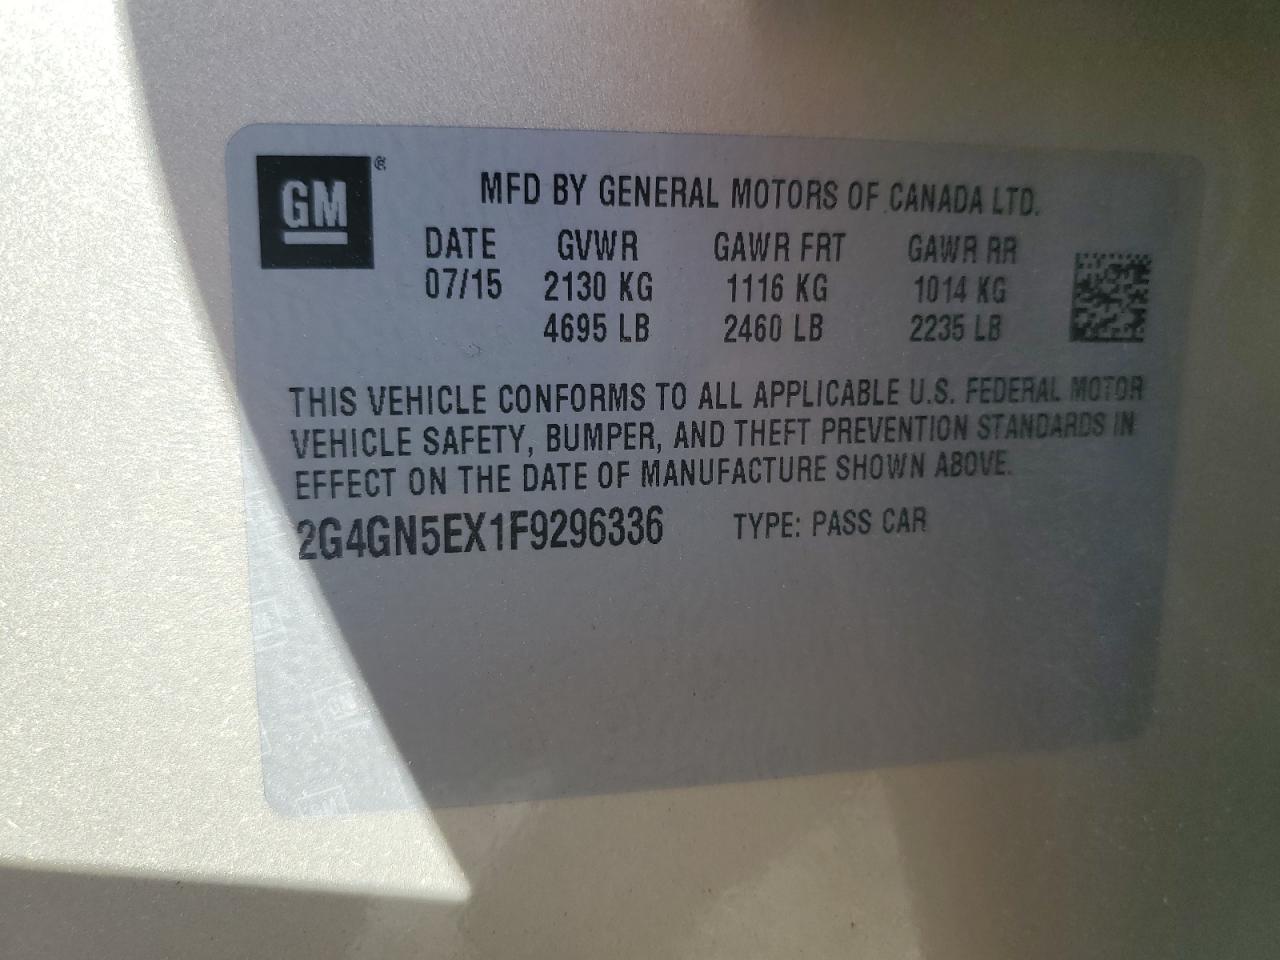 GM ®
MFD BY GENERAL MOTORS OF CANADA LTD.
DATE GVWR GAWR FRT GAWR RR
07/15 2130 KG 1116 KG 1014 KG
4695 LB 2460 LB 2235 LB
THIS VEHICLE CONFORMS TO ALL APPLICABLE U.S. FEDERAL MOTOR
VEHICLE SAFETY, BUMPER, AND THEFT PREVENTION STANDARDS IN
EFFECT ON THE DATE OF MANUFACTURE SHOWN ABOVE.
2G4GN5EX1F9296336 TYPE: PASS CAR